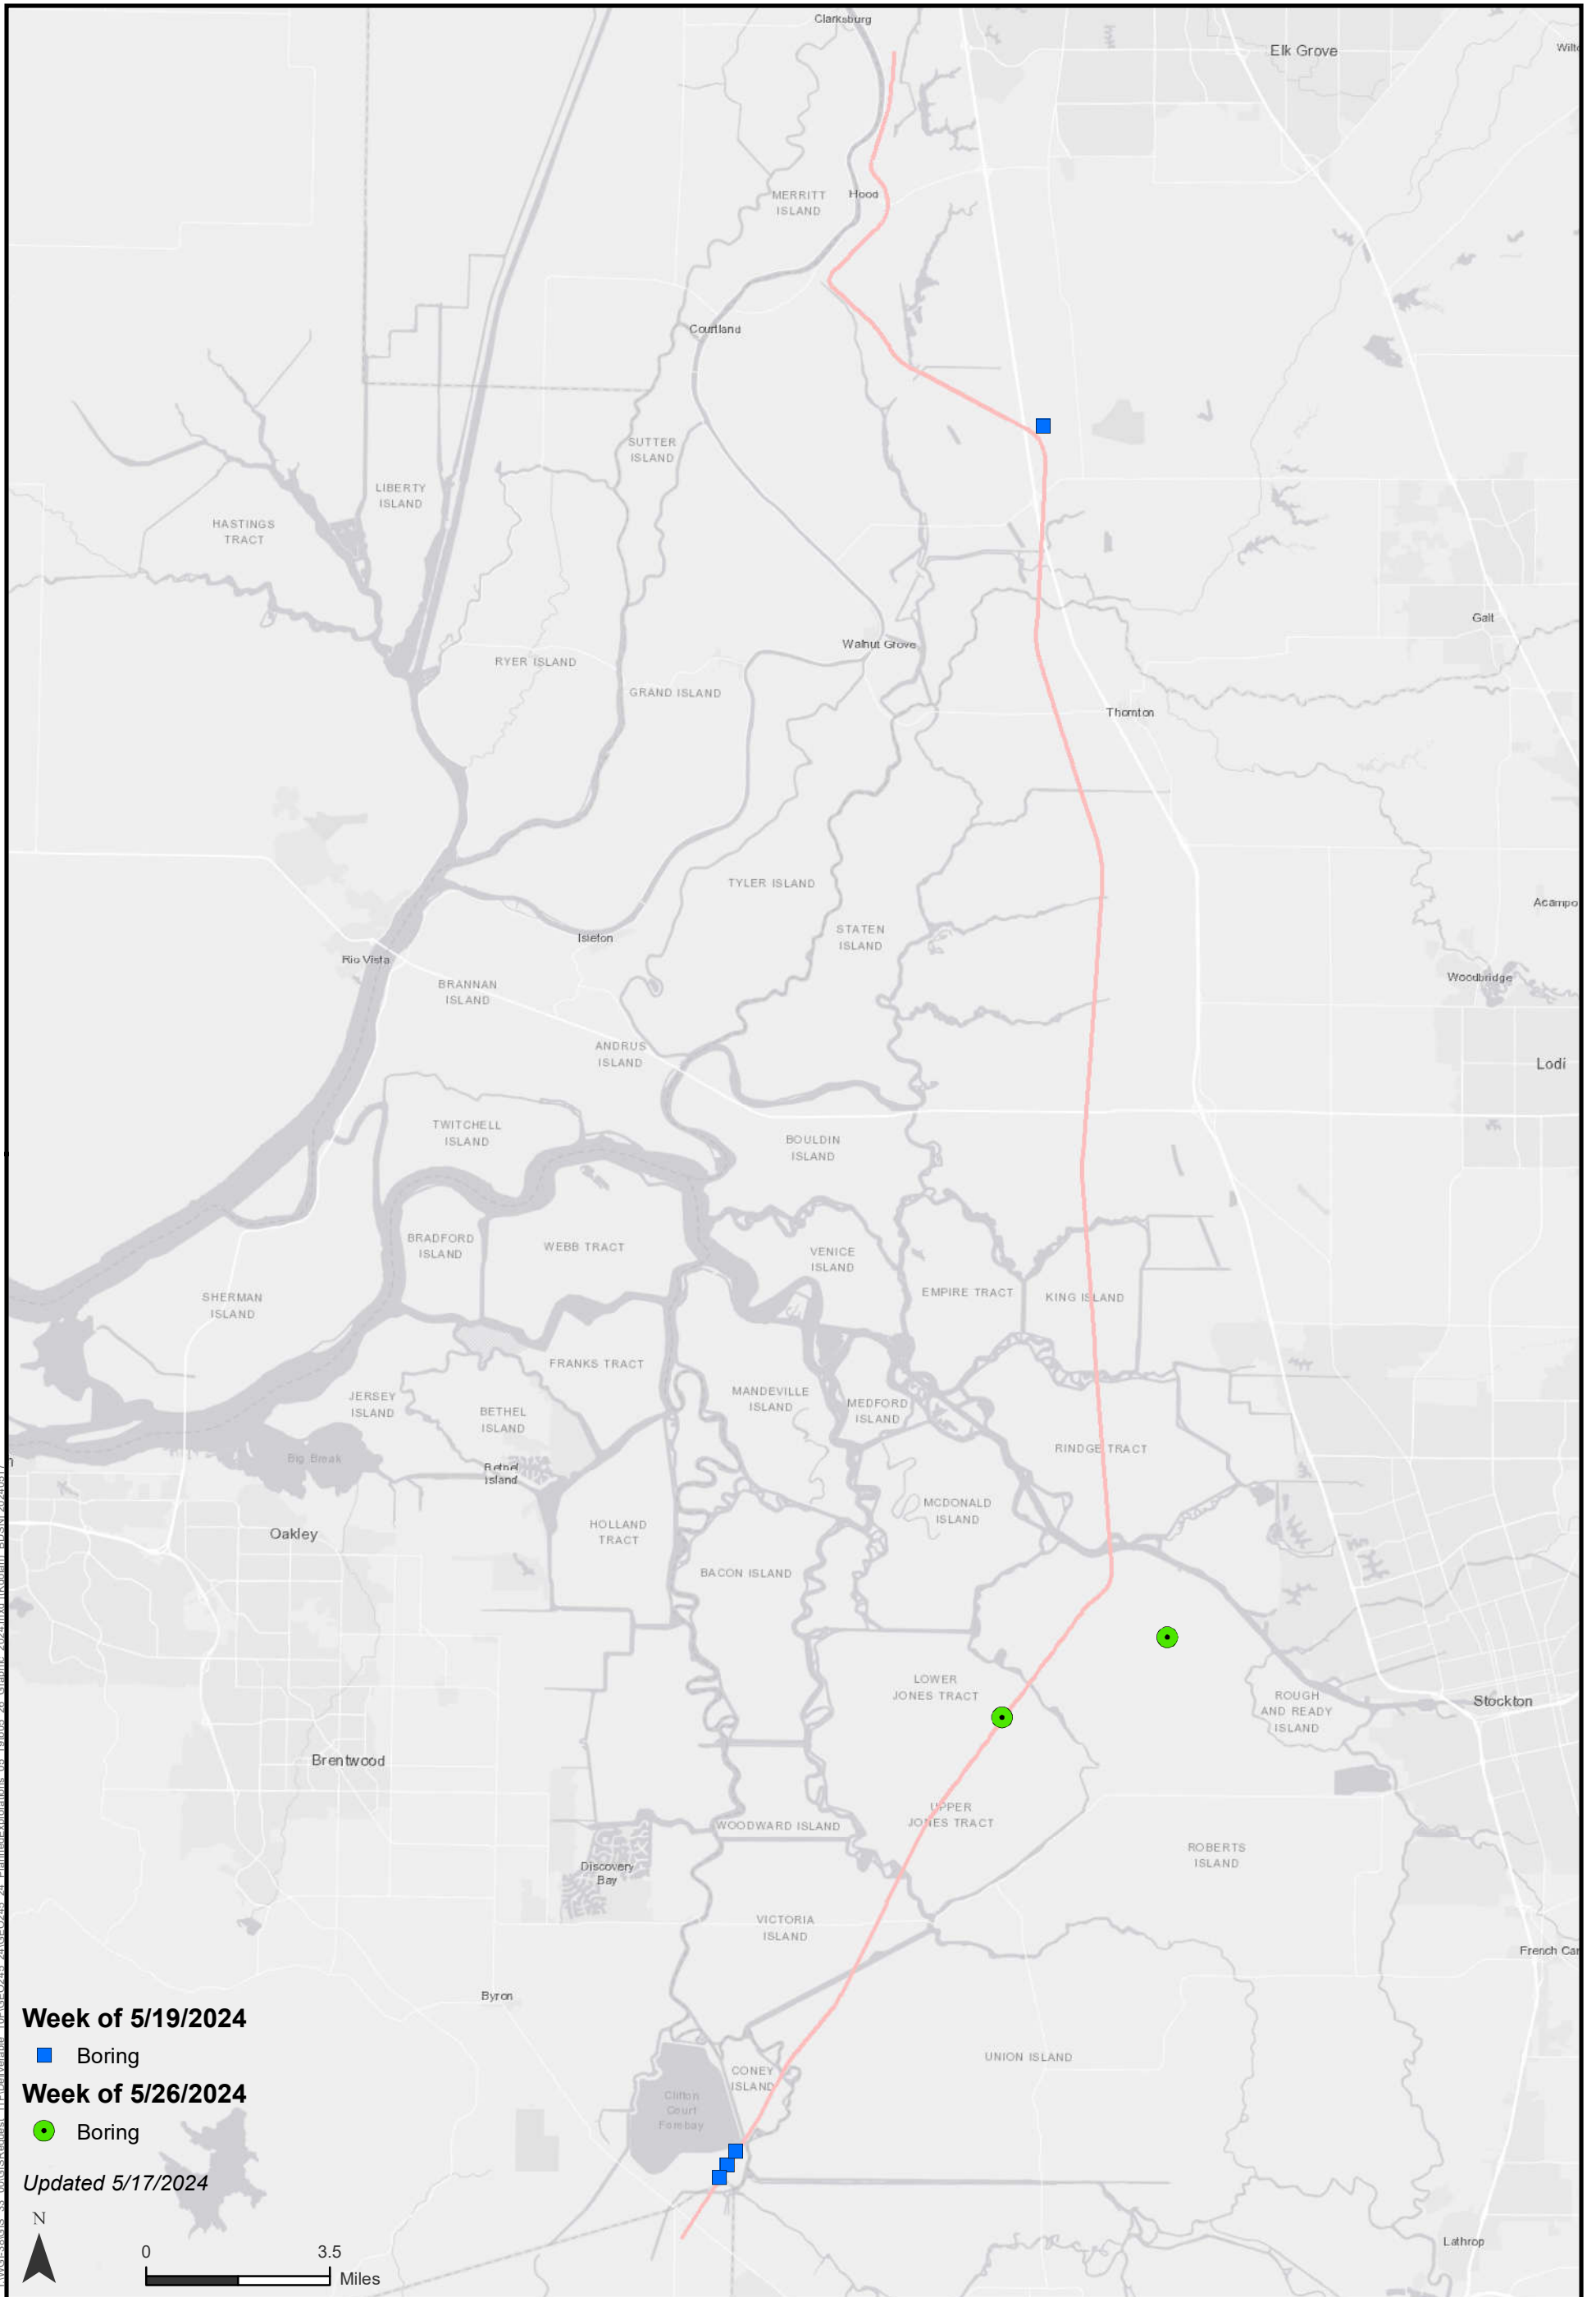 Clarksburg
Elk Grove
Wilt
MERRITT
ISLAND
Hood
Courtland
SUTTER
ISLAND
LIBERTY
ISLAND
HASTINGS
TRACT
Galt
Walnut Grove
RYER ISLAND
GRAND ISLAND
Thornton
TYLER ISLAND
Acampo
STATEN
ISLAND
Isleton
Rio Vista
Woodbridge
BRANNAN
ISLAND
ANDRUS
ISLAND
Lodi
TWITCHELL
ISLAND
BOULDIN
ISLAND
BRADFORD
ISLAND
WEBB TRACT
VENICE
ISLAND
EMPIRE TRACT
KING ISLAND
SHERMAN
ISLAND
FRANKS TRACT
JERSEY
ISLAND
BETHEL
ISLAND
MANDEVILLE
ISLAND
MEDFORD
ISLAND
RINDGE TRACT
Big Break
Bethel
Island
MCDONALD
ISLAND
Oakley
HOLLAND
TRACT
BACON ISLAND
LOWER
JONES TRACT
ROUGH
AND READY
ISLAND
Stockton
Brentwood
UPPER
JONES TRACT
WOODWARD ISLAND
ROBERTS
ISLAND
Discovery
Bay
VICTORIA
ISLAND
French Cam
Byron
Week of 5/19/2024
Boring
UNION ISLAND
CONEY
ISLAND
Clifton
Court
Forebay
Week of 5/26/2024
Boring
Updated 5/17/2024
N
0 3.5
Miles
Lathrop